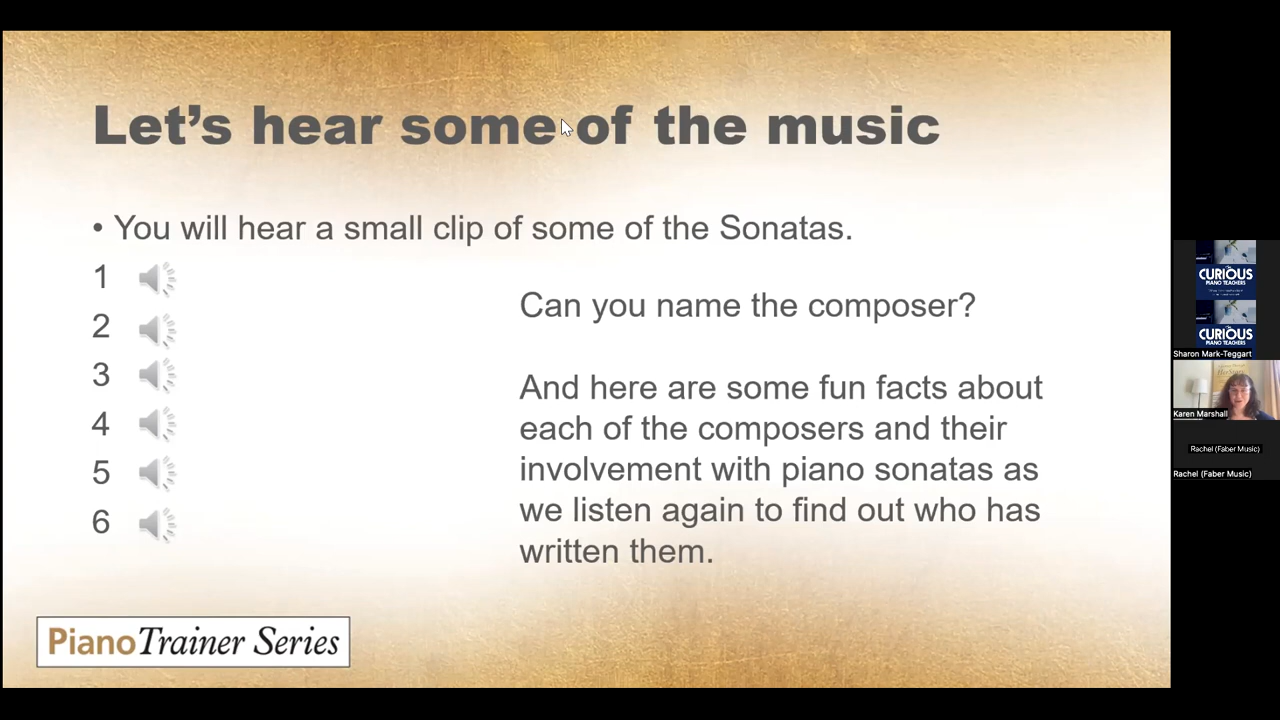 Let's hear some of the music
• You will hear a small clip of some of the Sonatas.
1
2
3
4
5
6
Can you name the composer?
And here are some fun facts about
each of the composers and their
involvement with piano sonatas as
we listen again to find out who has
written them.
PianoTrainer Series
CURIOUS
PIANO TEACHERS
CURIOUS
PIANO TEACHERS
Sharon Mark-Teggart
Karen Marshall
Rachel (Faber Music)
Rachel (Faber Music)